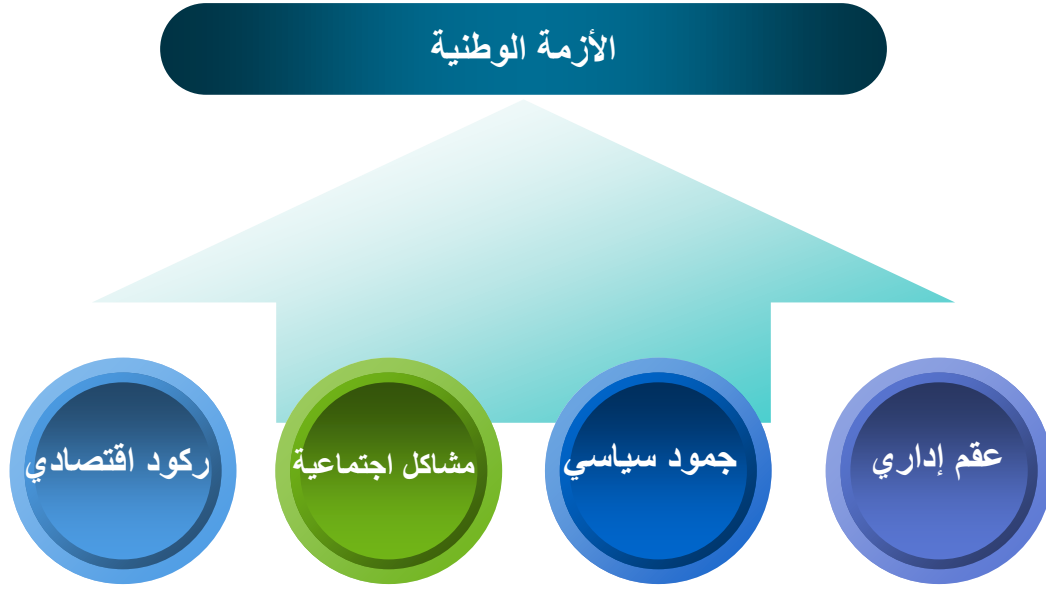 الأزمة الوطنية
عقم إداري
جمود سياسي
مشاكل اجتماعية
ركود اقتصادي